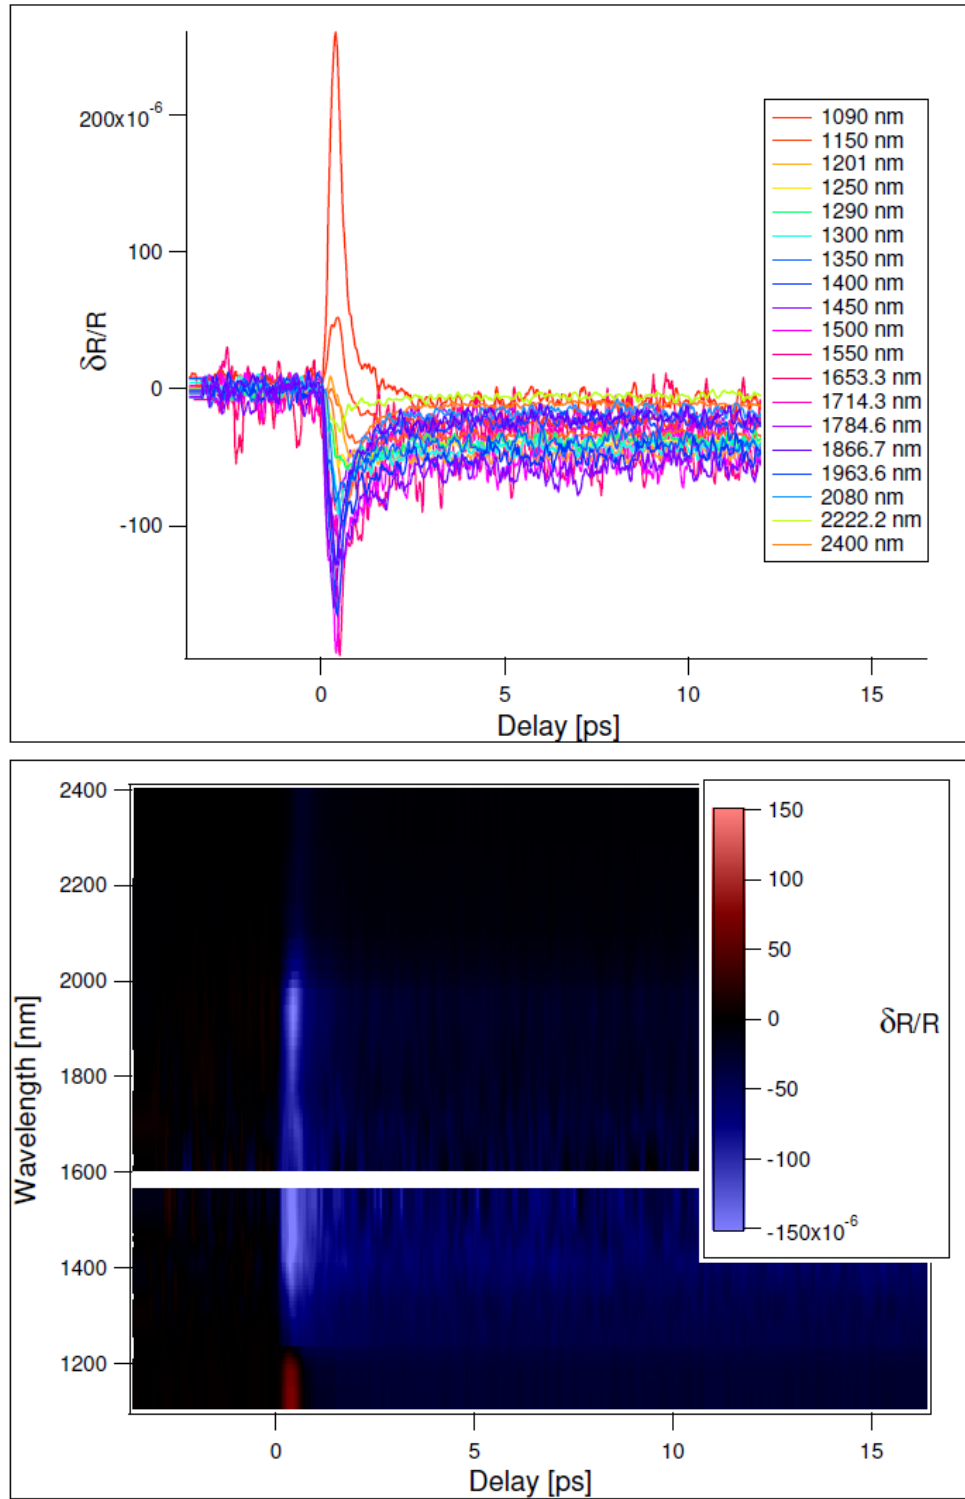 200x10-6
100
0
-100
δR/R
0
5
10
15
Delay [ps]
1090 nm
1150 nm
1201 nm
1250 nm
1290 nm
1300 nm
1350 nm
1400 nm
1450 nm
1500 nm
1550 nm
1653.3 nm
1714.3 nm
1784.6 nm
1866.7 nm
1963.6 nm
2080 nm
2222.2 nm
2400 nm
2400
2200
2000
1800
1600
1400
1200
Wavelength [nm]
0
5
10
15
Delay [ps]
150
100
50
0
-50
-100
-150x10-6
δR/R